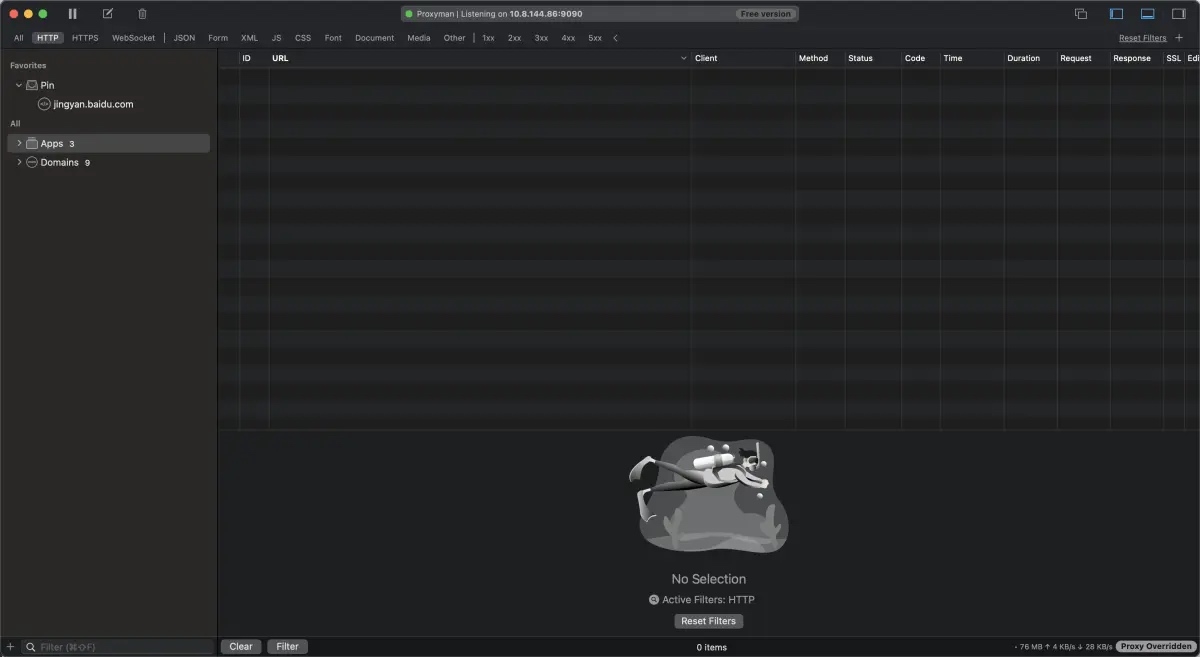 Proxyman | Listening on 10.8.144.86:9090 Free version
All HTTP HTTPS WebSocket JSON Form XML JS CSS Font Document Media Other 1xx 2xx 3xx 4xx 5xx Reset Filters
Favorites
Pin
jingyan.baidu.com
All
Apps 3
Domains 9
ID URL Client Method Status Code Time Duration Request Response SSL Edi
No Selection
Active Filters: HTTP
Reset Filters
Filter (⌘⇧F) Clear Filter 0 items • 76 MB ↑ 4 KB/s ↓ 28 KB/s Proxy Overridden